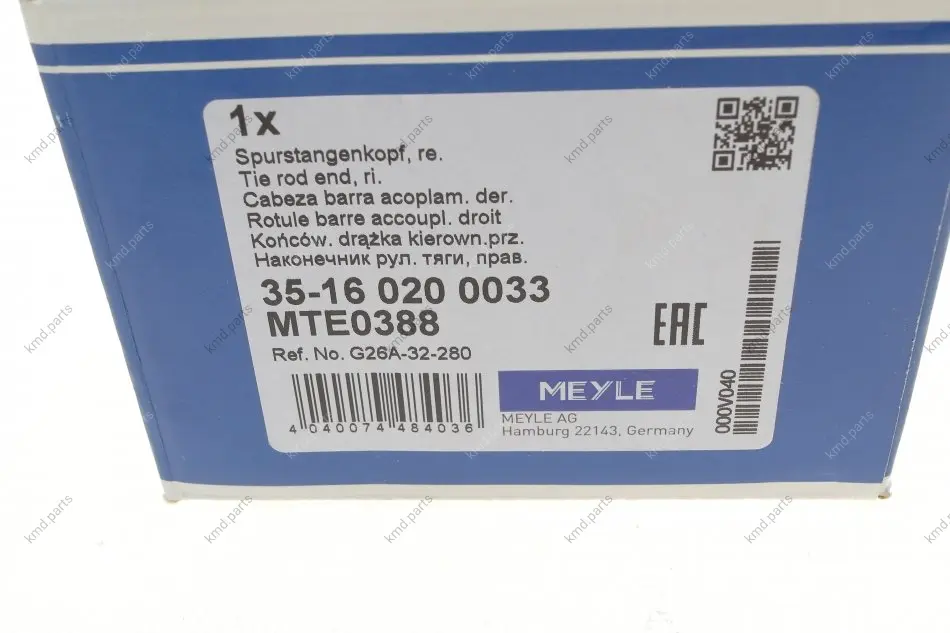 1x
Spurstangenkopf, re.
Tie rod end, ri.
Cabeza barra acoplam. der.
Rotule barre accoupl. droit
Końców. drążka kierown.prz.
Наконечник рул. тяги, прав.
35-16 020 0033
MTE0388
Ref. No. G26A-32-280
4 040074 484036
MEYLE
MEYLE AG
Hamburg 22143, Germany
EAC
000V040
kmd.parts